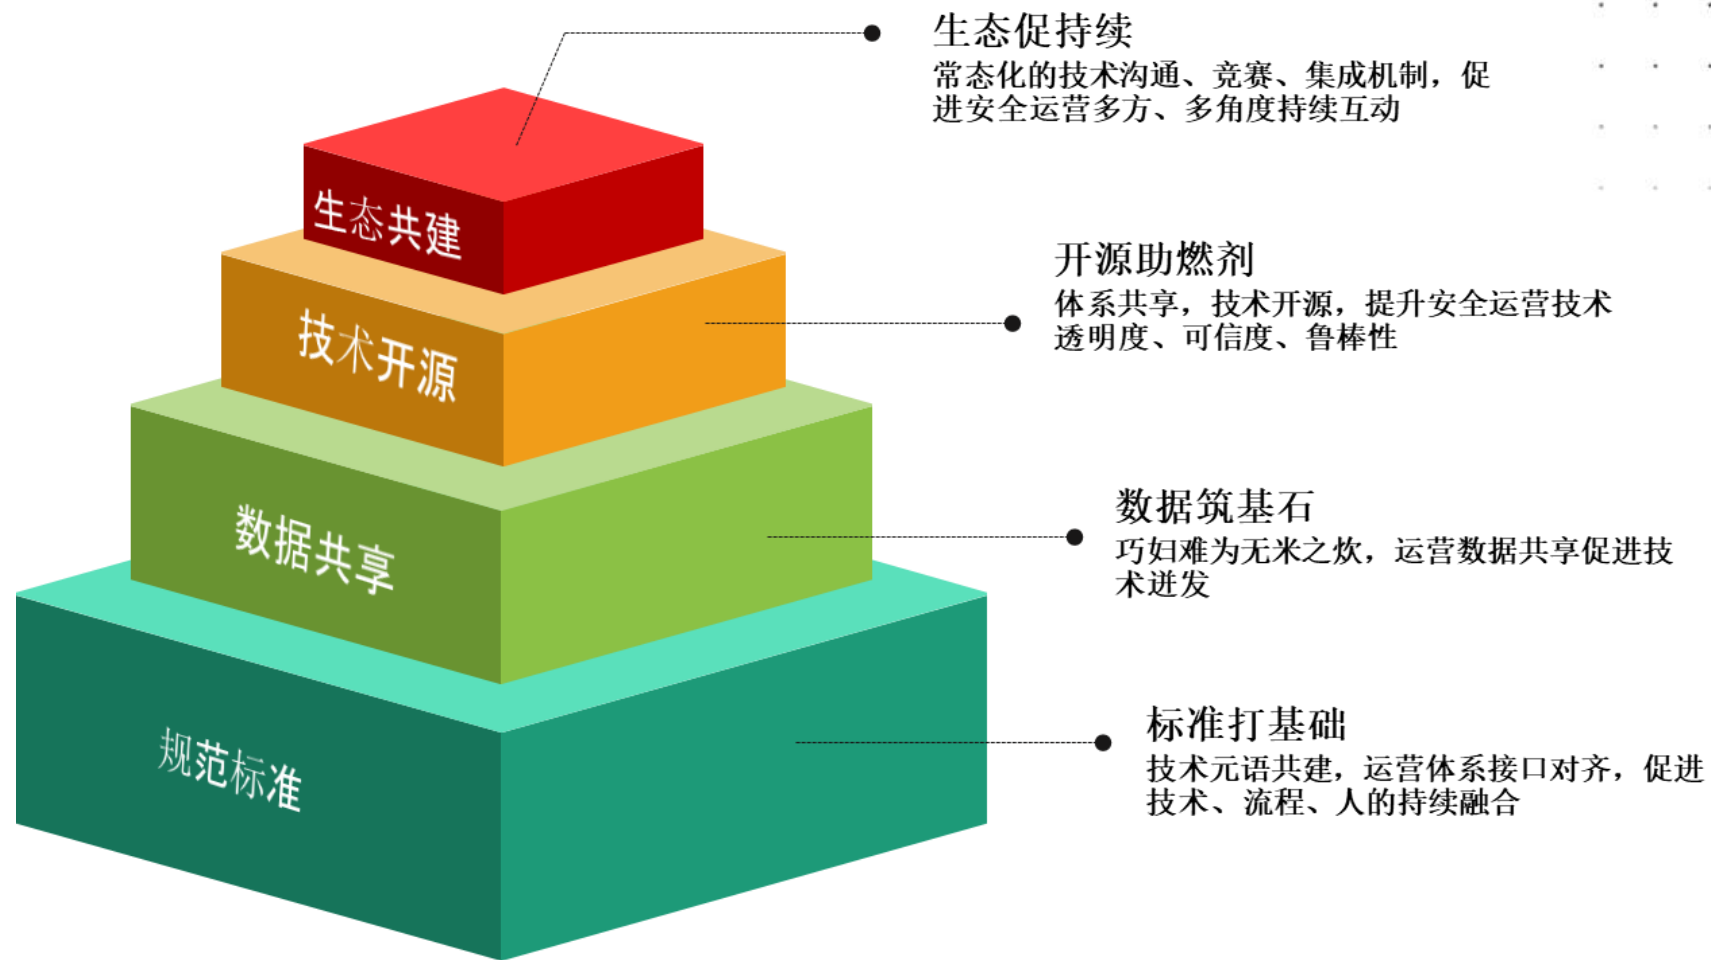 生态促持续
常态化的技术沟通、竞赛、集成机制，促
进安全运营多方、多角度持续互动
生态共建
开源助燃剂
体系共享，技术开源，提升安全运营技术
透明度、可信度、鲁棒性
技术开源
数据筑基石
巧妇难为无米之炊，运营数据共享促进技
术迸发
数据共享
标准打基础
技术元语共建，运营体系接口对齐，促进
技术、流程、人的持续融合
规范标准